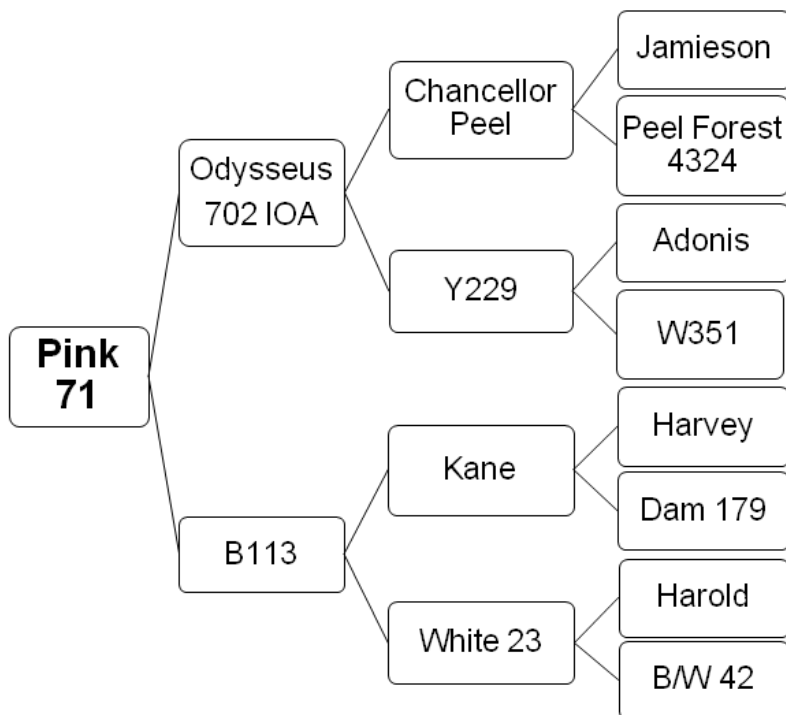 Jamieson
Chancellor
Peel
Peel Forest
4324
Odysseus
702 IOA
Adonis
Y229
W351
Pink
71
Harvey
Kane
Dam 179
B113
Harold
White 23
B/W 42